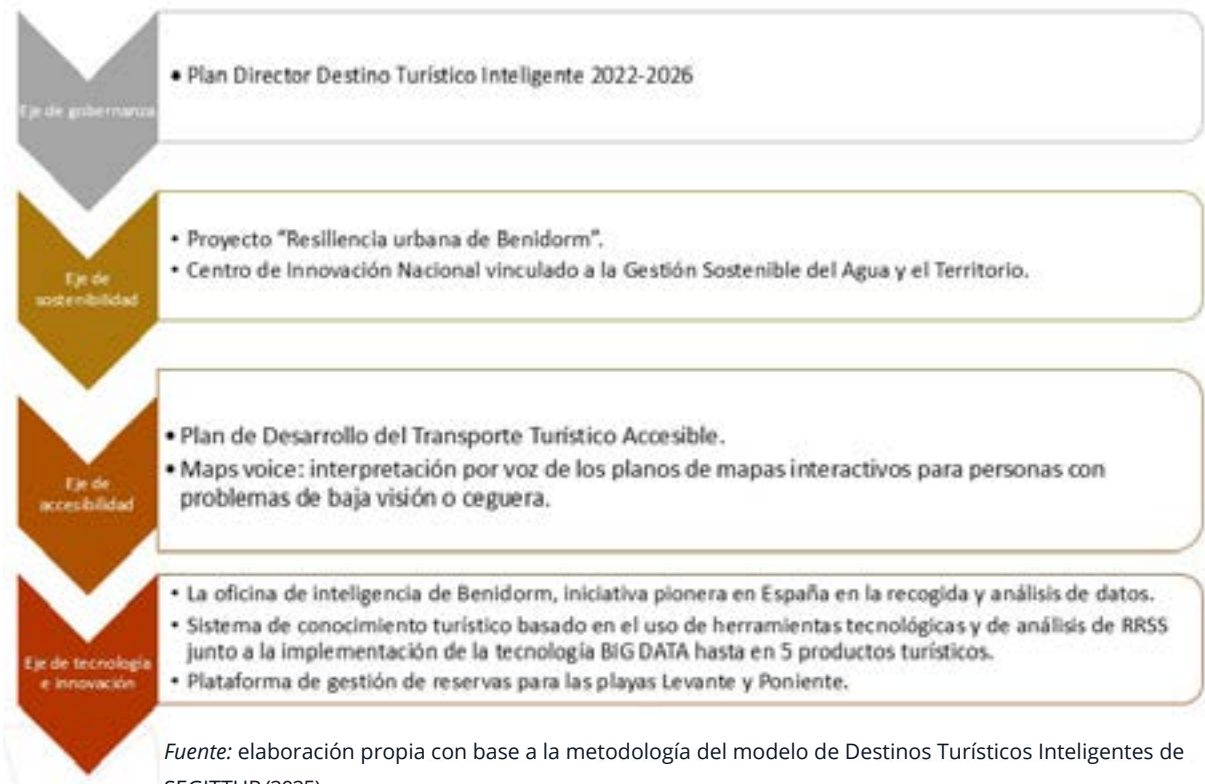 Eje de gobernanza
• Plan Director Destino Turístico Inteligente 2022-2026
Eje de
sostenibilidad
• Proyecto "Resiliencia urbana de Benidorm".
• Centro de Innovación Nacional vinculado a la Gestión Sostenible del Agua y el Territorio.
Eje de
accesibilidad
• Plan de Desarrollo del Transporte Turístico Accesible.
• Maps voice: interpretación por voz de los planos de mapas interactivos para personas con
problemas de baja visión o ceguera.
Eje de tecnología
e innovación
• La oficina de inteligencia de Benidorm, iniciativa pionera en España en la recogida y análisis de datos.
• Sistema de conocimiento turístico basado en el uso de herramientas tecnológicas y de análisis de RRSS
junto a la implementación de la tecnología BIG DATA hasta en 5 productos turísticos.
• Plataforma de gestión de reservas para las playas Levante y Poniente.
Fuente: elaboración propia con base a la metodología del modelo de Destinos Turísticos Inteligentes de
SEGITTUR (2025)